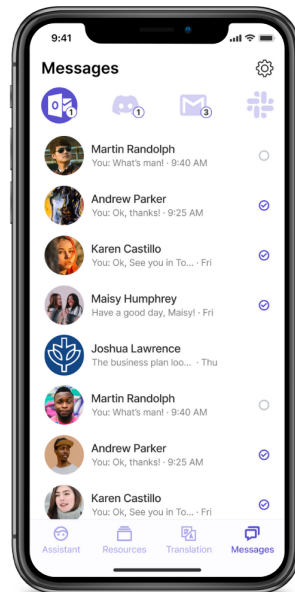 9:41
Messages
1
1
3
Martin Randolph
You: What's man! · 9:40 AM
Andrew Parker
You: Ok, thanks! · 9:25 AM
Karen Castillo
You: Ok, See you in To... · Fri
Maisy Humphrey
Have a good day, Maisy! · Fri
Joshua Lawrence
The business plan loo... · Thu
Martin Randolph
You: What's man! · 9:40 AM
Andrew Parker
You: Ok, thanks! · 9:25 AM
Karen Castillo
You: Ok, See you in To... · Fri
Assistant
Resources
Translation
Messages